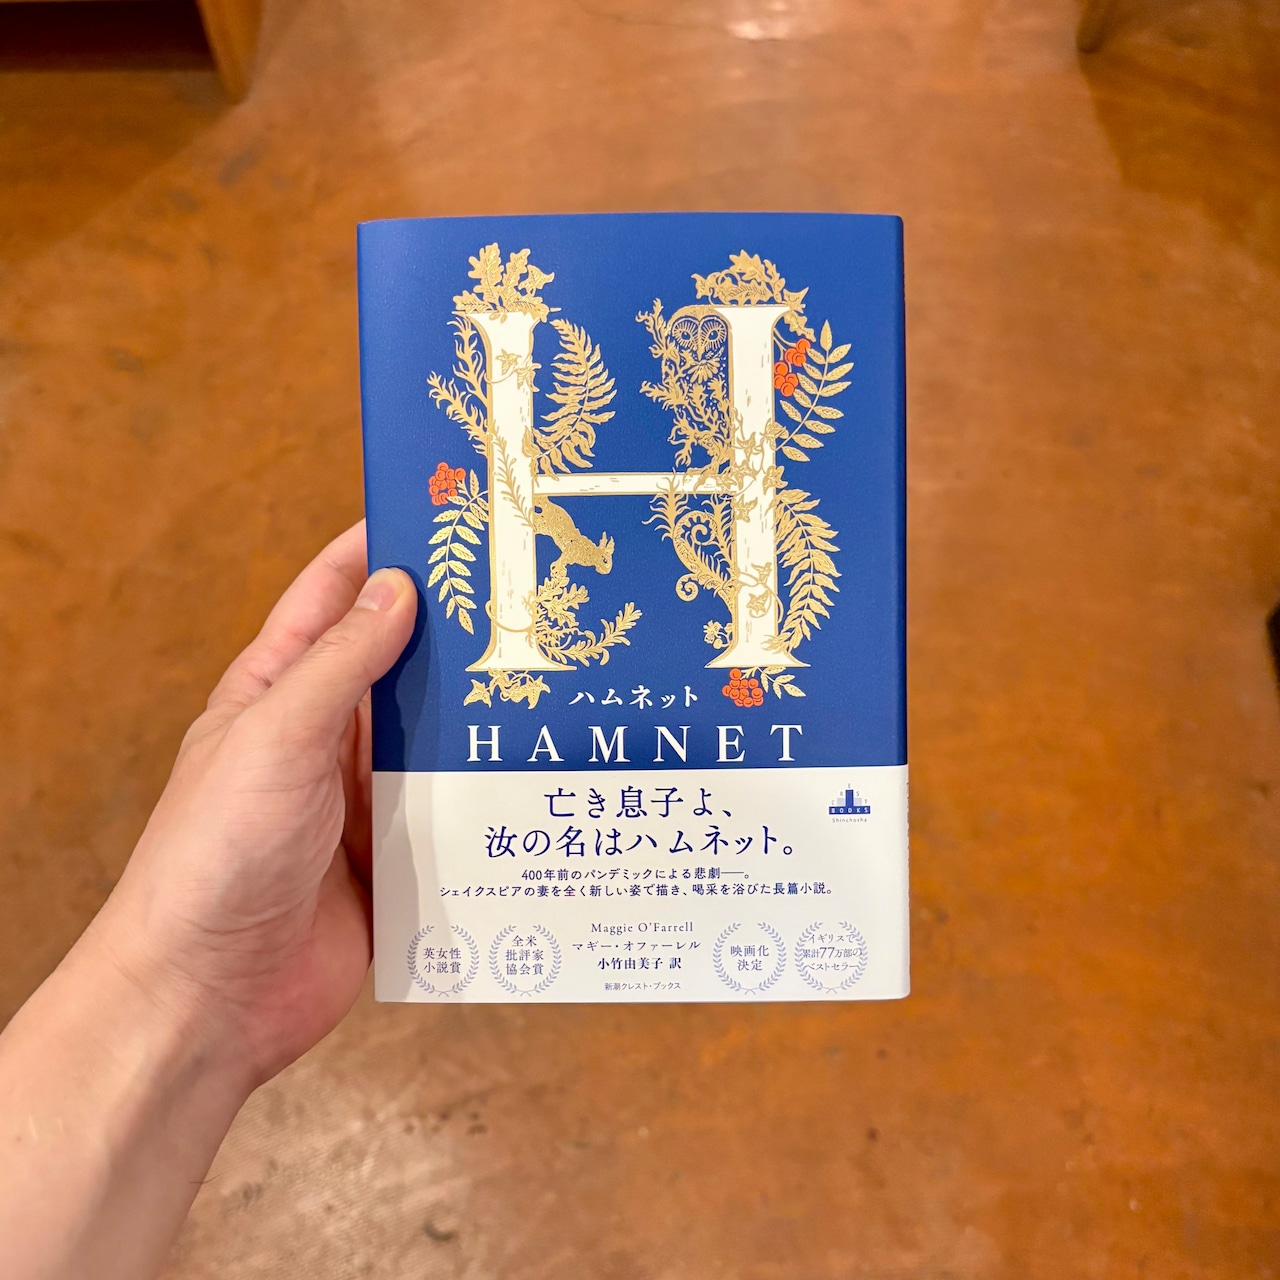 H
ハムネット
HAMNET
亡き息子よ、
汝の名はハムネット。
CREST
BOOKS
Shinchosha
400年前のパンデミックによる悲劇――。
シェイクスピアの妻を全く新しい姿で描き、喝采を浴びた長篇小説。
英女性
小説賞
全米
批評家
協会賞
Maggie O'Farrell
マギー・オファーレル
小竹由美子 訳
新潮クレスト・ブックス
映画化
決定
イギリスで
累計77万部の
ベストセラー